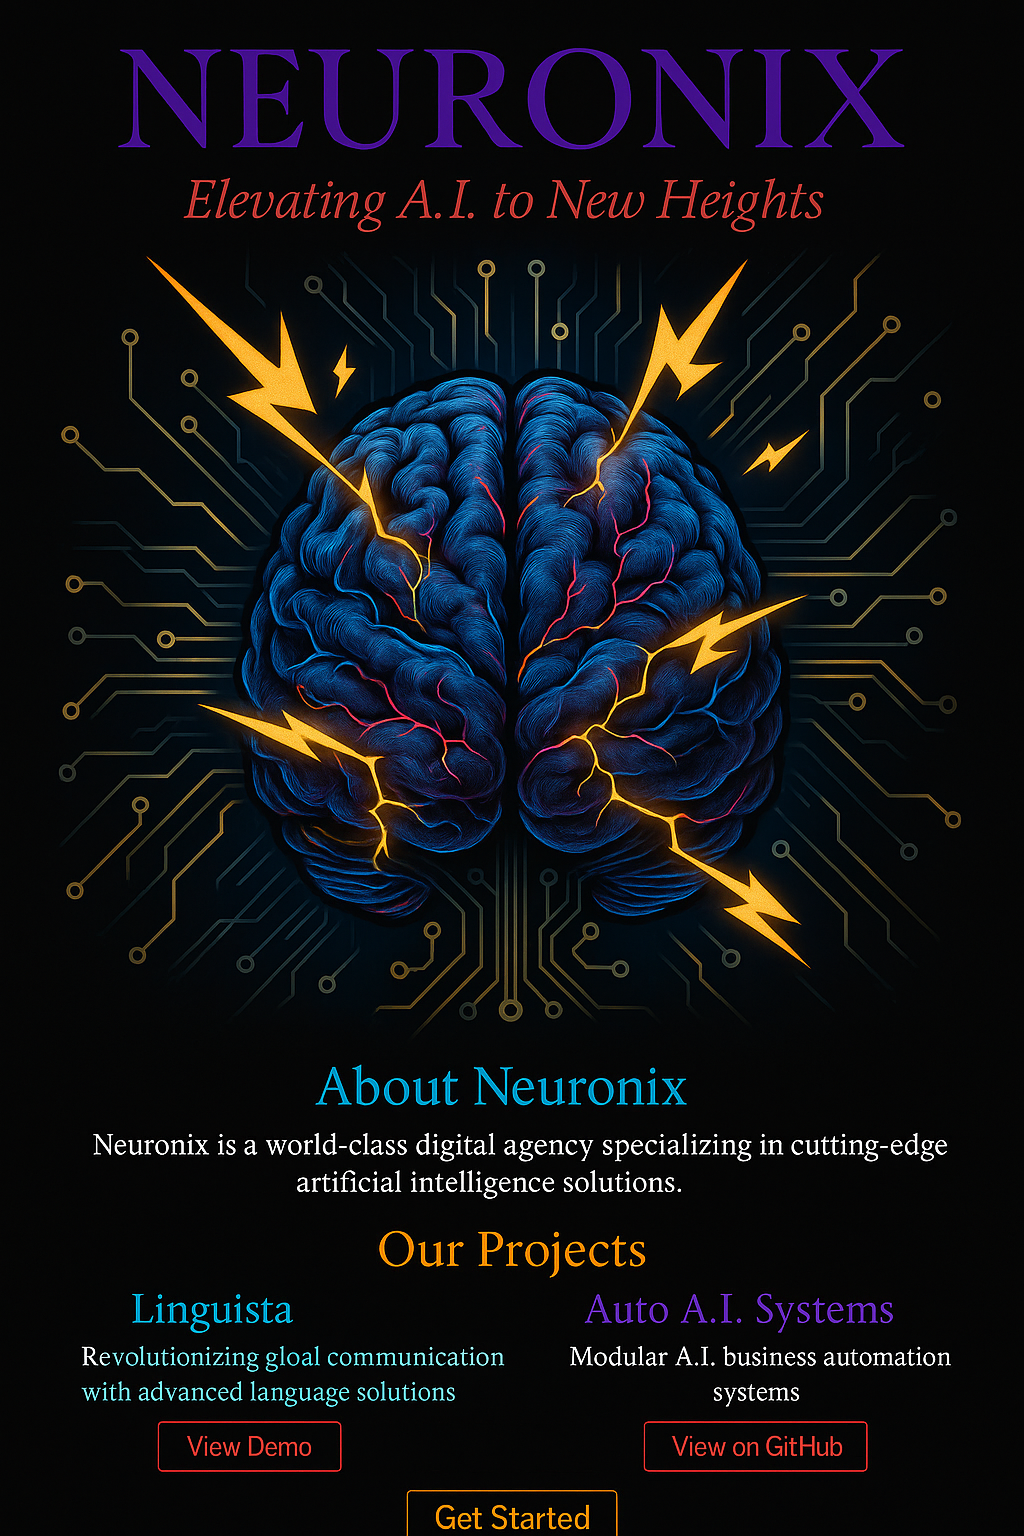 NEURONIX
Elevating A.I. to New Heights
About Neuronix
Neuronix is a world-class digital agency specializing in cutting-edge
artificial intelligence solutions.
Our Projects
Linguista
Revolutionizing gloal communication
with advanced language solutions
View Demo
Auto A.I. Systems
Modular A.I. business automation
systems
View on GitHub
Get Started